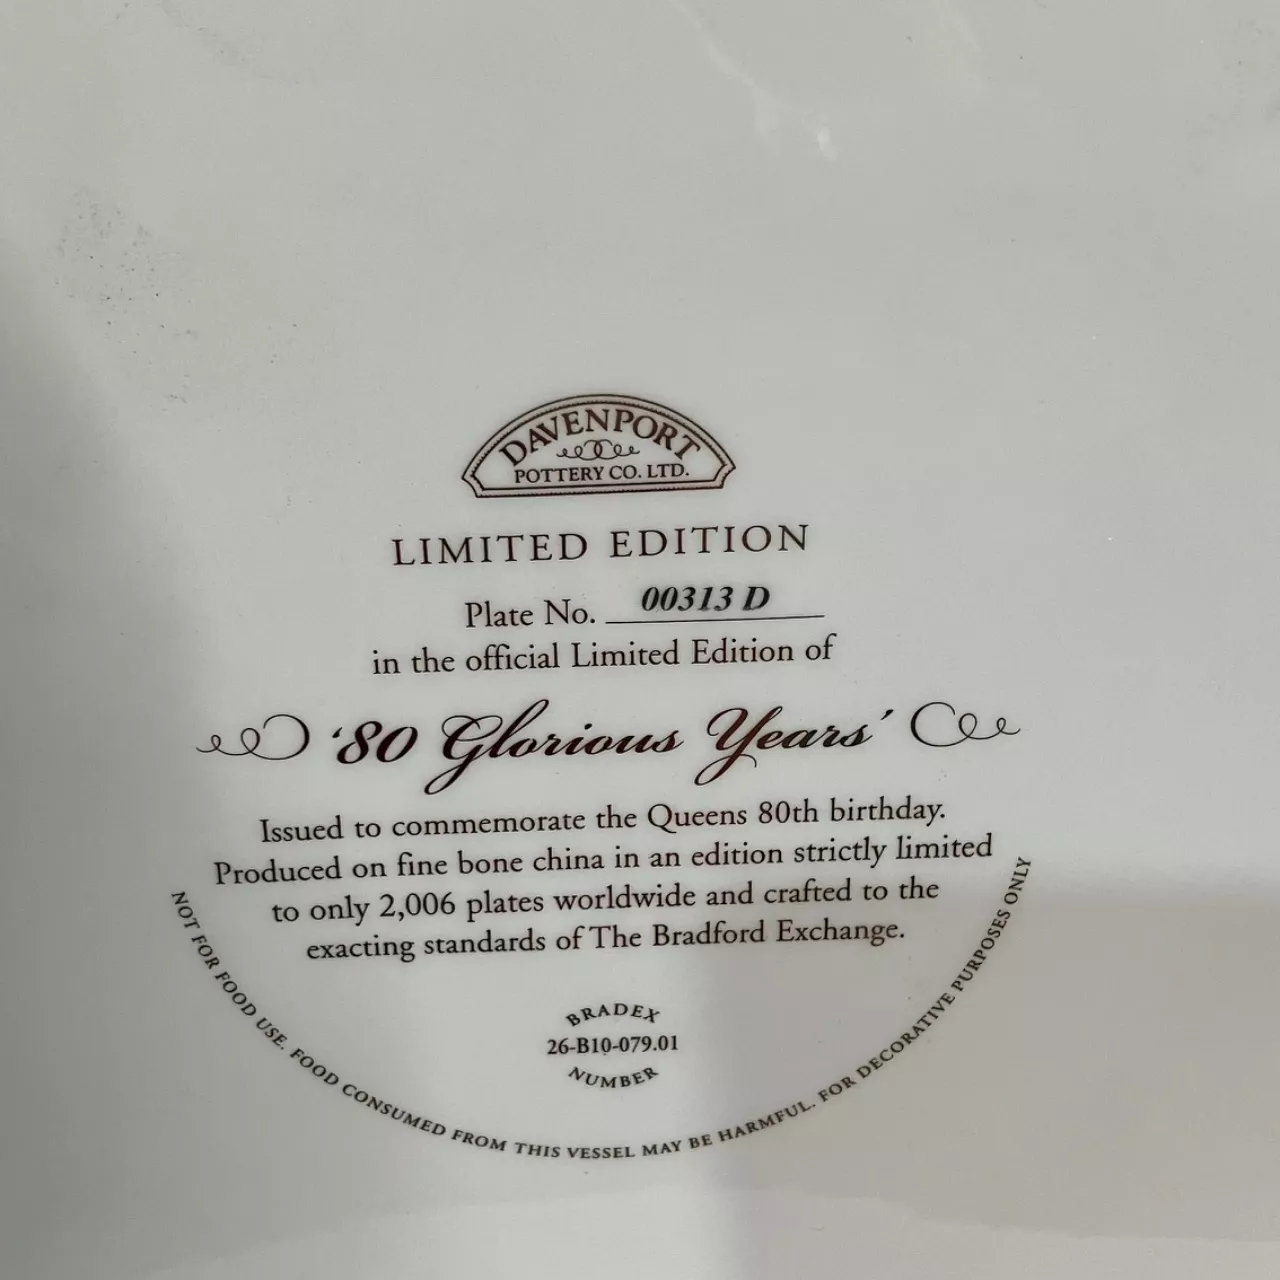 DAVENPORT
POTTERY CO. LTD.
LIMITED EDITION
Plate No. 00313 D
in the official Limited Edition of
'80 Glorious Years'
Issued to commemorate the Queens 80th birthday.
Produced on fine bone china in an edition strictly limited
to only 2,006 plates worldwide and crafted to the
exacting standards of The Bradford Exchange.
BRADEX
26-B10-079.01
NUMBER
NOT FOR FOOD USE. FOOD CONSUMED FROM THIS VESSEL MAY BE HARMFUL. FOR DECORATIVE PURPOSES ONLY